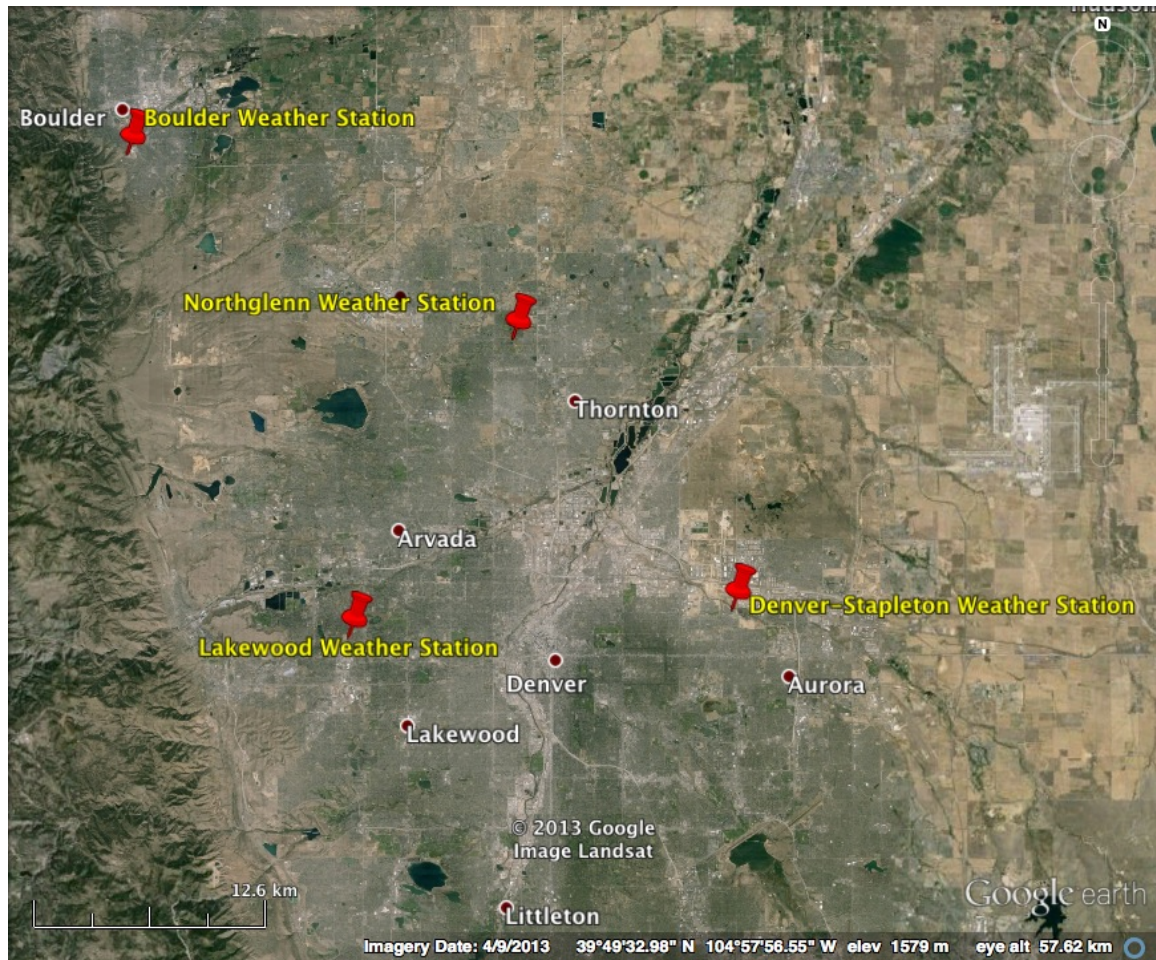 Hudson
N
Boulder
Boulder Weather Station
Northglenn Weather Station
Thornton
Arvada
Denver-Stapleton Weather Station
Lakewood Weather Station
Denver
Aurora
Lakewood
© 2013 Google
Image Landsat
12.6 km
Google earth
Littleton
Imagery Date: 4/9/2013 39°49'32.98" N 104°57'56.55" W elev 1579 m eye alt 57.62 km